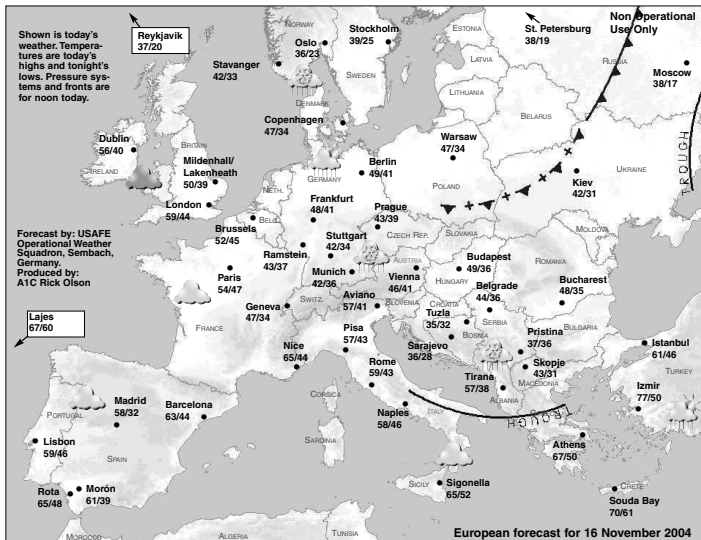 Shown is today's
weather. Tempera-
tures are today's
highs and tonight's
lows. Pressure sys-
tems and fronts are
for noon today.
Reykjavik
37/20
NORWAY
Oslo
36/23
Stockholm
39/25
St. Petersburg
38/19
Non Operational
Use Only
ESTONIA
RUSSIA
LATVIA
Moscow
38/17
Stavanger
42/33
SWEDEN
DENMARK
LITHUANIA
Copenhagen
47/34
BELARUS
Dublin
56/40
BRITAIN
IRELAND
Mildenhall/
Lakenheath
50/39
Warsaw
47/34
TROUGH
Berlin
49/41
NETH.
GERMANY
POLAND
UKRAINE
Kiev
42/31
London
59/44
Brussels
52/45
BELG.
Frankfurt
48/41
Prague
43/39
CZECH REP.
SLOVAKIA
MOLDOVA
Forecast by: USAFE
Operational Weather
Squadron, Sembach,
Germany.
Produced by:
A1C Rick Olson
Ramstein
43/37
Stuttgart
42/34
Paris
54/47
Munich
42/36
AUSTRIA
Vienna
46/41
Budapest
49/36
HUNGARY
ROMANIA
Lajes
67/60
Geneva
47/34
SWITZ.
Aviano
57/41
SLOVENIA
CROATIA
Belgrade
44/36
Bucharest
48/35
FRANCE
Tuzla
35/32
BOSNIA
SERBIA
BULGARIA
Nice
65/44
Pisa
57/43
Sarajevo
36/28
Pristina
37/36
Istanbul
61/46
Skopje
43/31
MACEDONIA
TURKEY
Rome
59/43
Tirana
57/38
ALBANIA
Izmir
77/50
CORSICA
PORTUGAL
Madrid
58/32
Barcelona
63/44
Naples
58/46
ITALY
TROUGH
Lisbon
59/46
SPAIN
SARDINIA
GREECE
Athens
67/50
Rota
65/48
Morón
61/39
SICILY
Sigonella
65/52
CRETE
Souda Bay
70/61
MOROCCO
ALGERIA
TUNISIA
European forecast for 16 November 2004